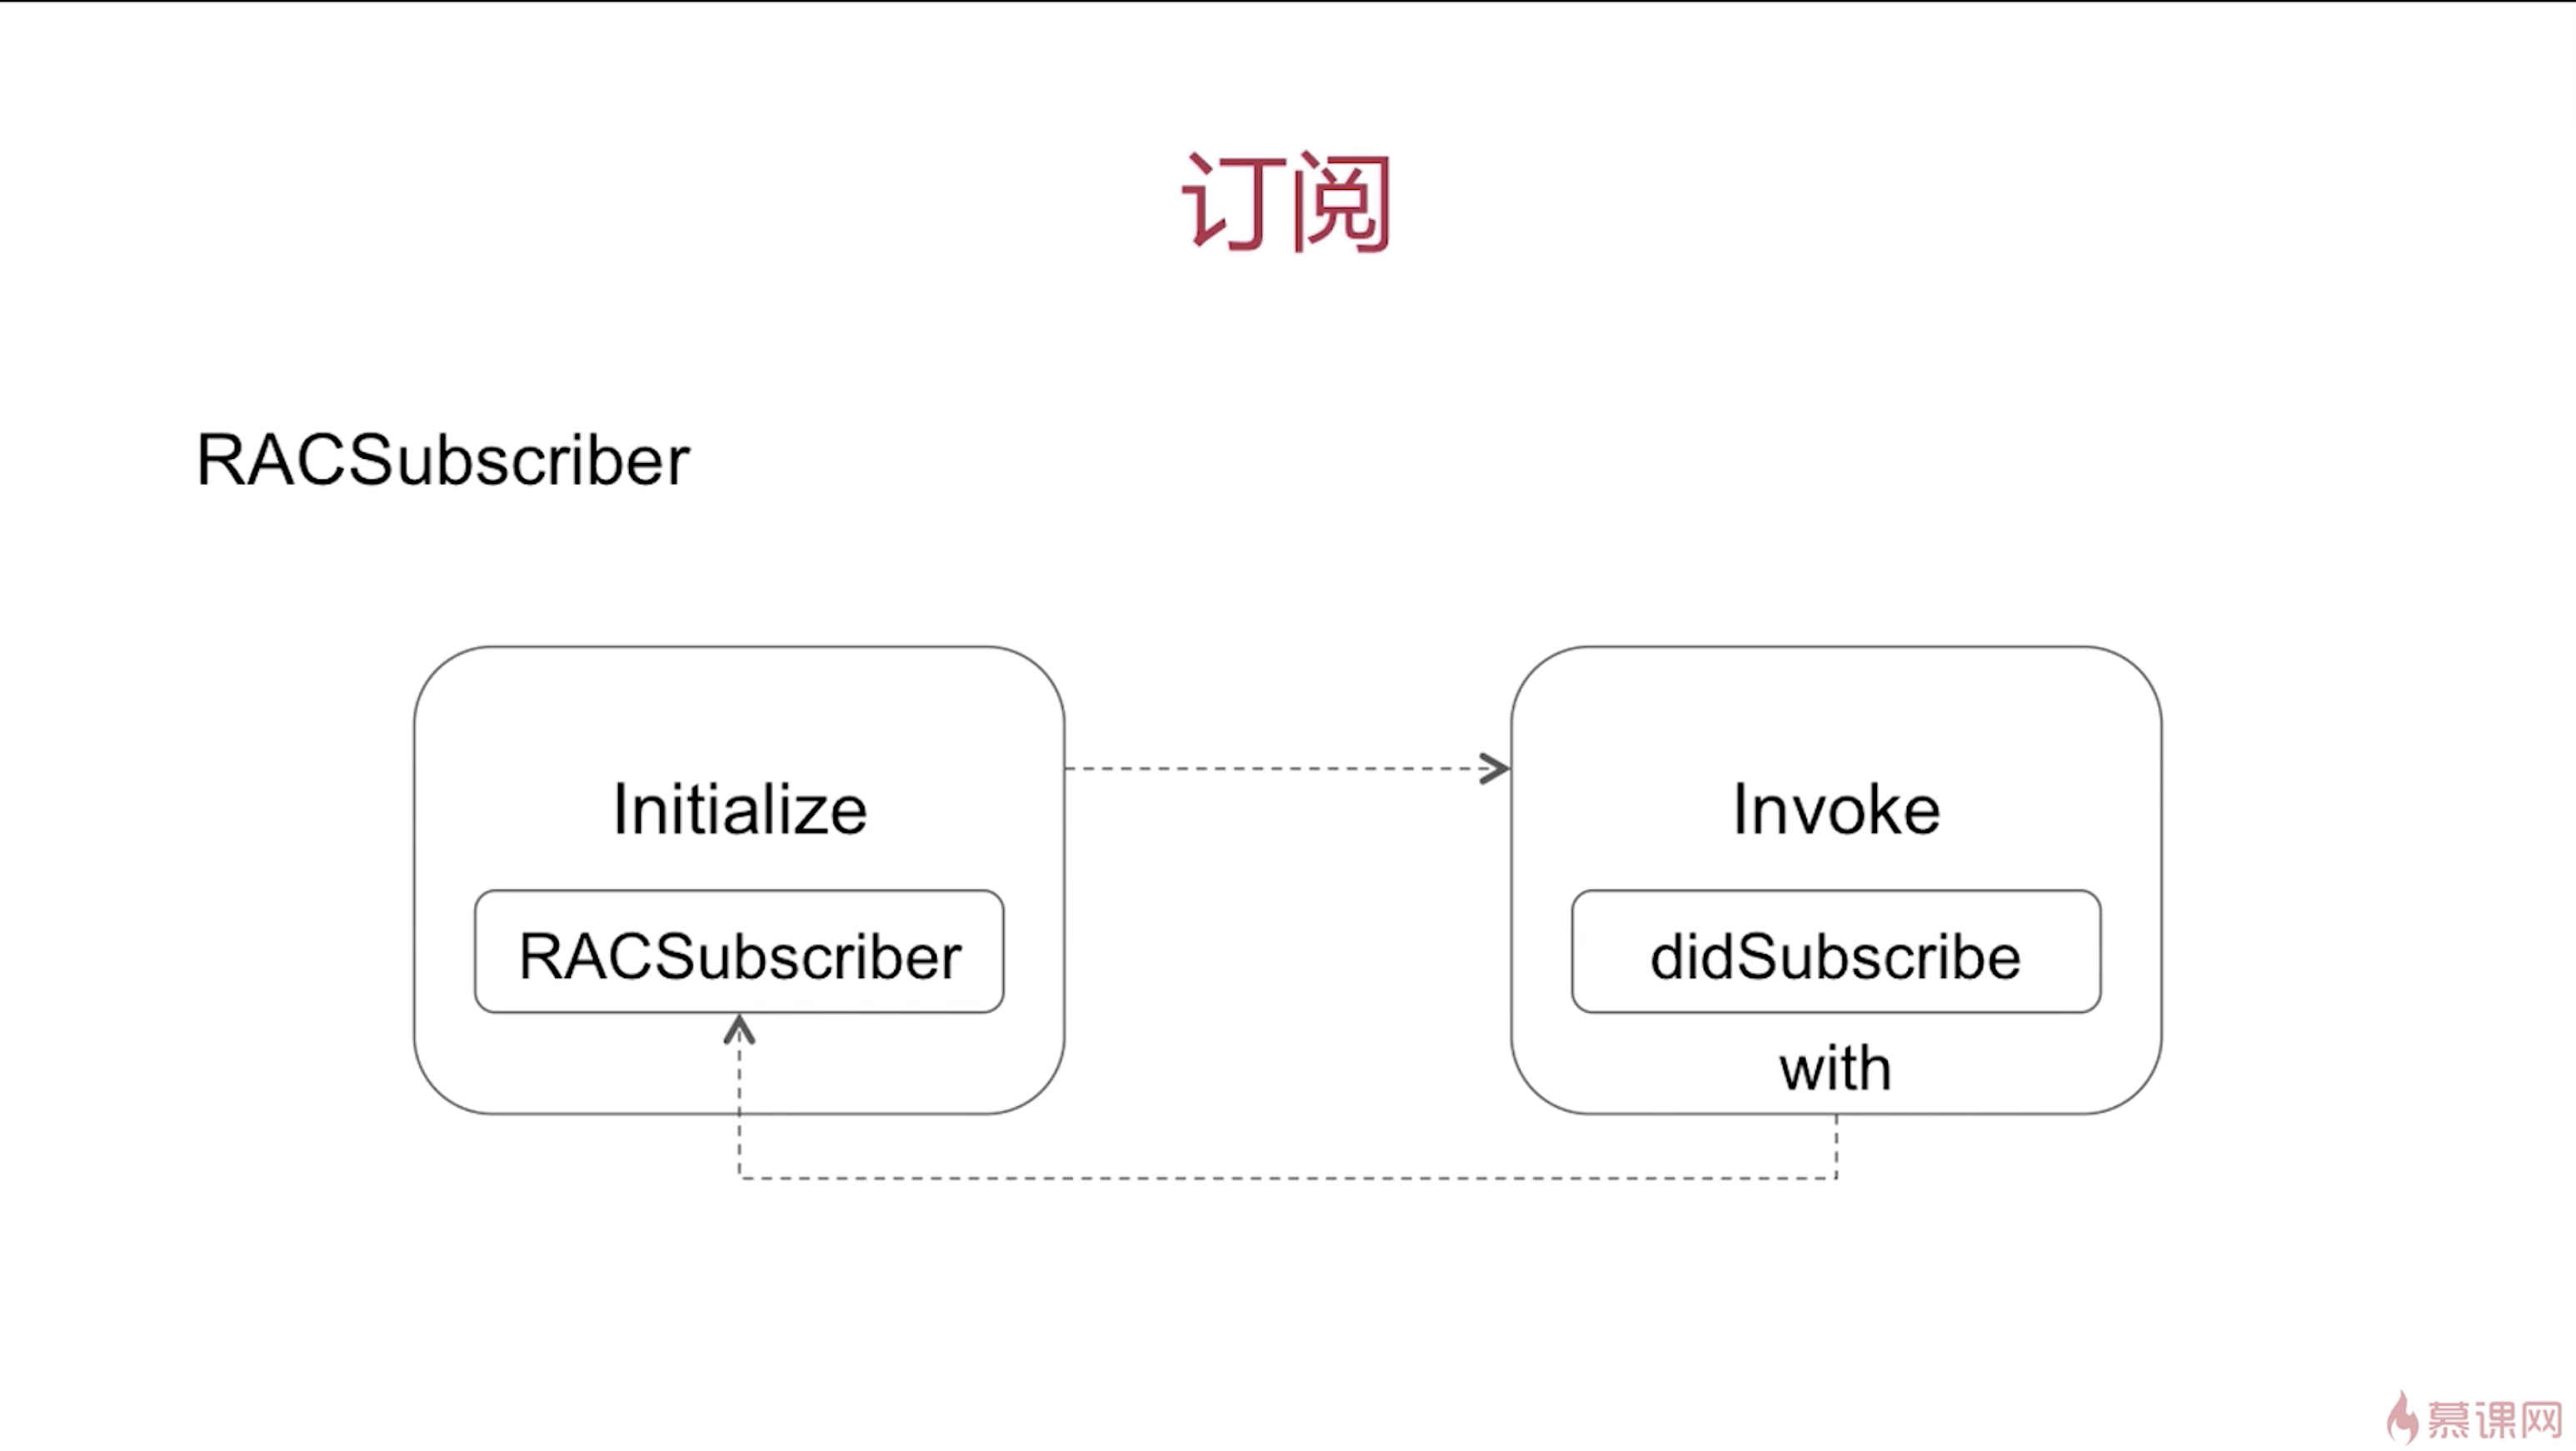 订阅
RACSubscriber
Initialize
RACSubscriber
Invoke
didSubscribe
with
慕课网